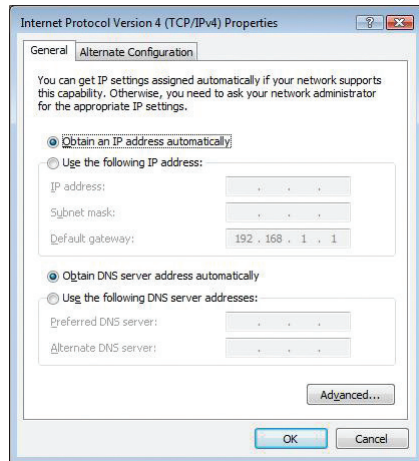 Internet Protocol Version 4 (TCP/IPv4) Properties
General
Alternate Configuration
You can get IP settings assigned automatically if your network supports
this capability. Otherwise, you need to ask your network administrator
for the appropriate IP settings.
Obtain an IP address automatically
Use the following IP address:
IP address:
Subnet mask:
Default gateway: 192 . 168 . 1 . 1
Obtain DNS server address automatically
Use the following DNS server addresses:
Preferred DNS server:
Alternate DNS server:
Advanced...
OK
Cancel